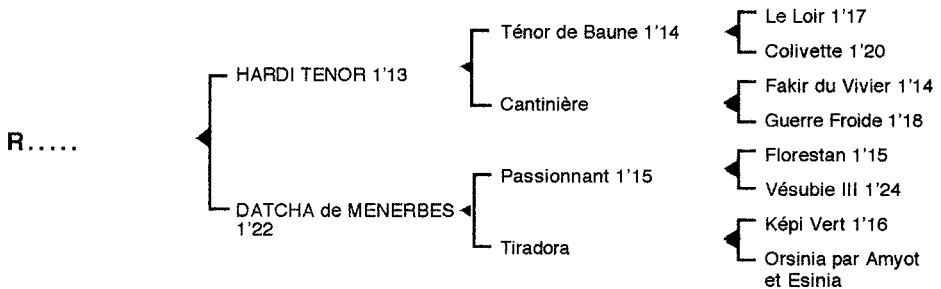 Le Loir 1'17
Ténor de Baune 1'14
Colivette 1'20
HARDI TENOR 1'13
Fakir du Vivier 1'14
Cantinière
Guerre Froide 1'18
R.....
Florestan 1'15
Passionnant 1'15
Vésubie III 1'24
DATCHA de MENERBES
1'22
Képi Vert 1'16
Tiradora
Orsinia par Amyot
et Esinia